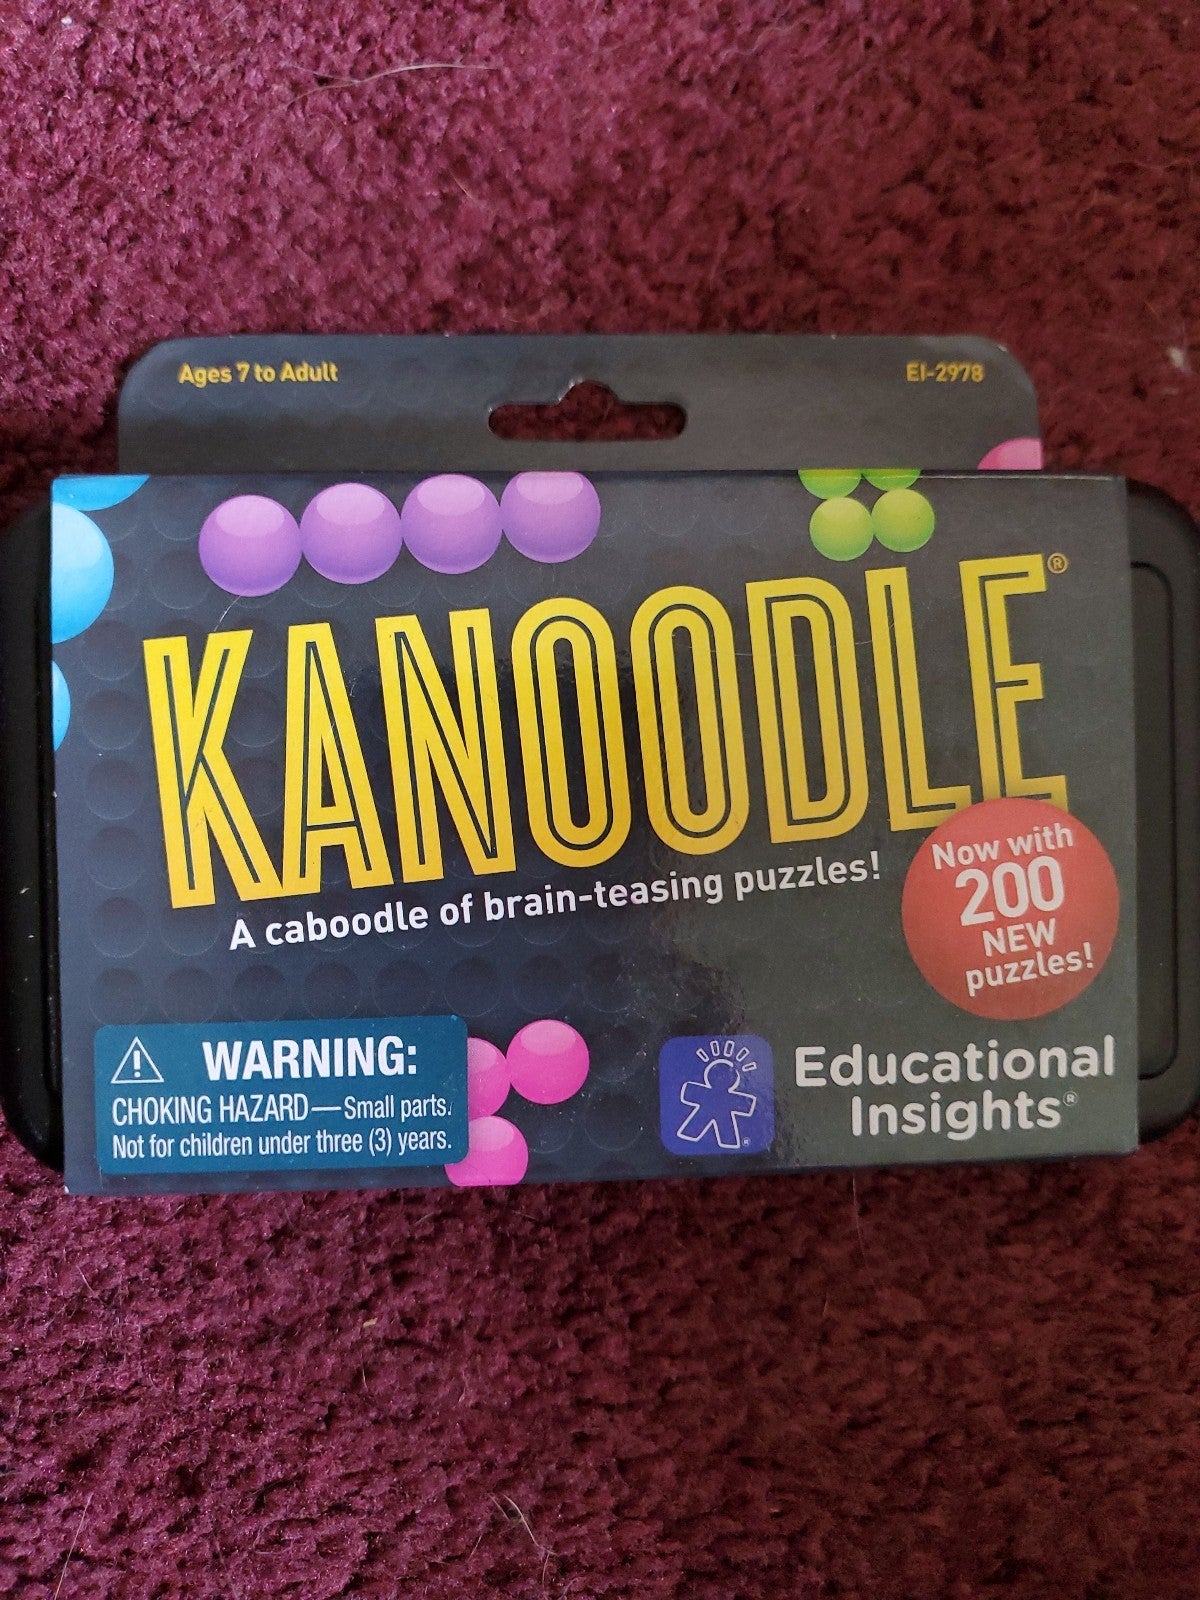 Ages 7 to Adult
EI-2978
KANOODLE®
A caboodle of brain-teasing puzzles!
Now with
200
NEW
puzzles!
WARNING:
CHOKING HAZARD—Small parts.
Not for children under three (3) years.
Educational
Insights®